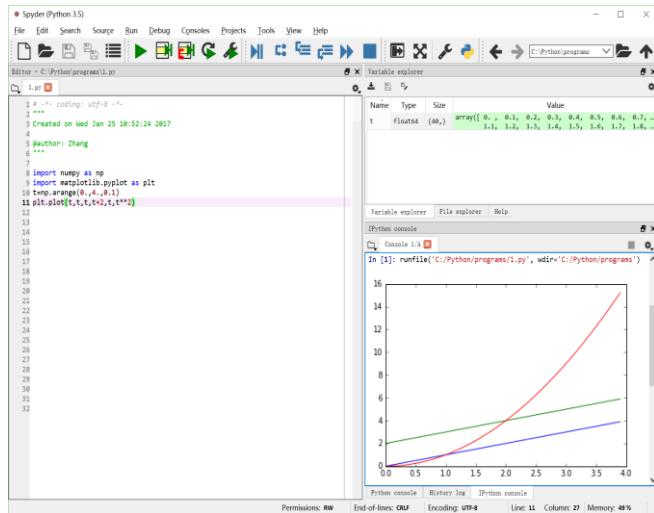 Spyder (Python 3.5)
File Edit Search Source Run Debug Consoles Projects Tools View Help
C:\Python\programs
Editor - C:\Python\programs\1.py
1.py
1 # -*- coding: utf-8 -*-
2 """
3 Created on Wed Jan 25 10:52:24 2017
4
5 @author: Zhang
6 """
7
8 import numpy as np
9 import matplotlib.pyplot as plt
10 t=np.arange(0.,4.,0.1)
11 plt.plot(t,t,t,t+2,t,t**2)
12
13
14
15
16
17
18
19
20
21
22
23
24
25
26
27
28
29
30
31
32
Variable explorer
Name Type Size Value
t float64 (40,) array([ 0. , 0.1, 0.2, 0.3, 0.4, 0.5, 0.6, 0.7, …
1.1, 1.2, 1.3, 1.4, 1.5, 1.6, 1.7, 1.8, …
Variable explorer File explorer Help
IPython console
Console 1/A
In [1]: runfile('C:/Python/programs/1.py', wdir='C:/Python/programs')
16
14
12
10
8
6
4
2
0
0.0 0.5 1.0 1.5 2.0 2.5 3.0 3.5 4.0
Python console History log IPython console
Permissions: RW End-of-lines: CRLF Encoding: UTF-8 Line: 11 Column: 27 Memory: 49%